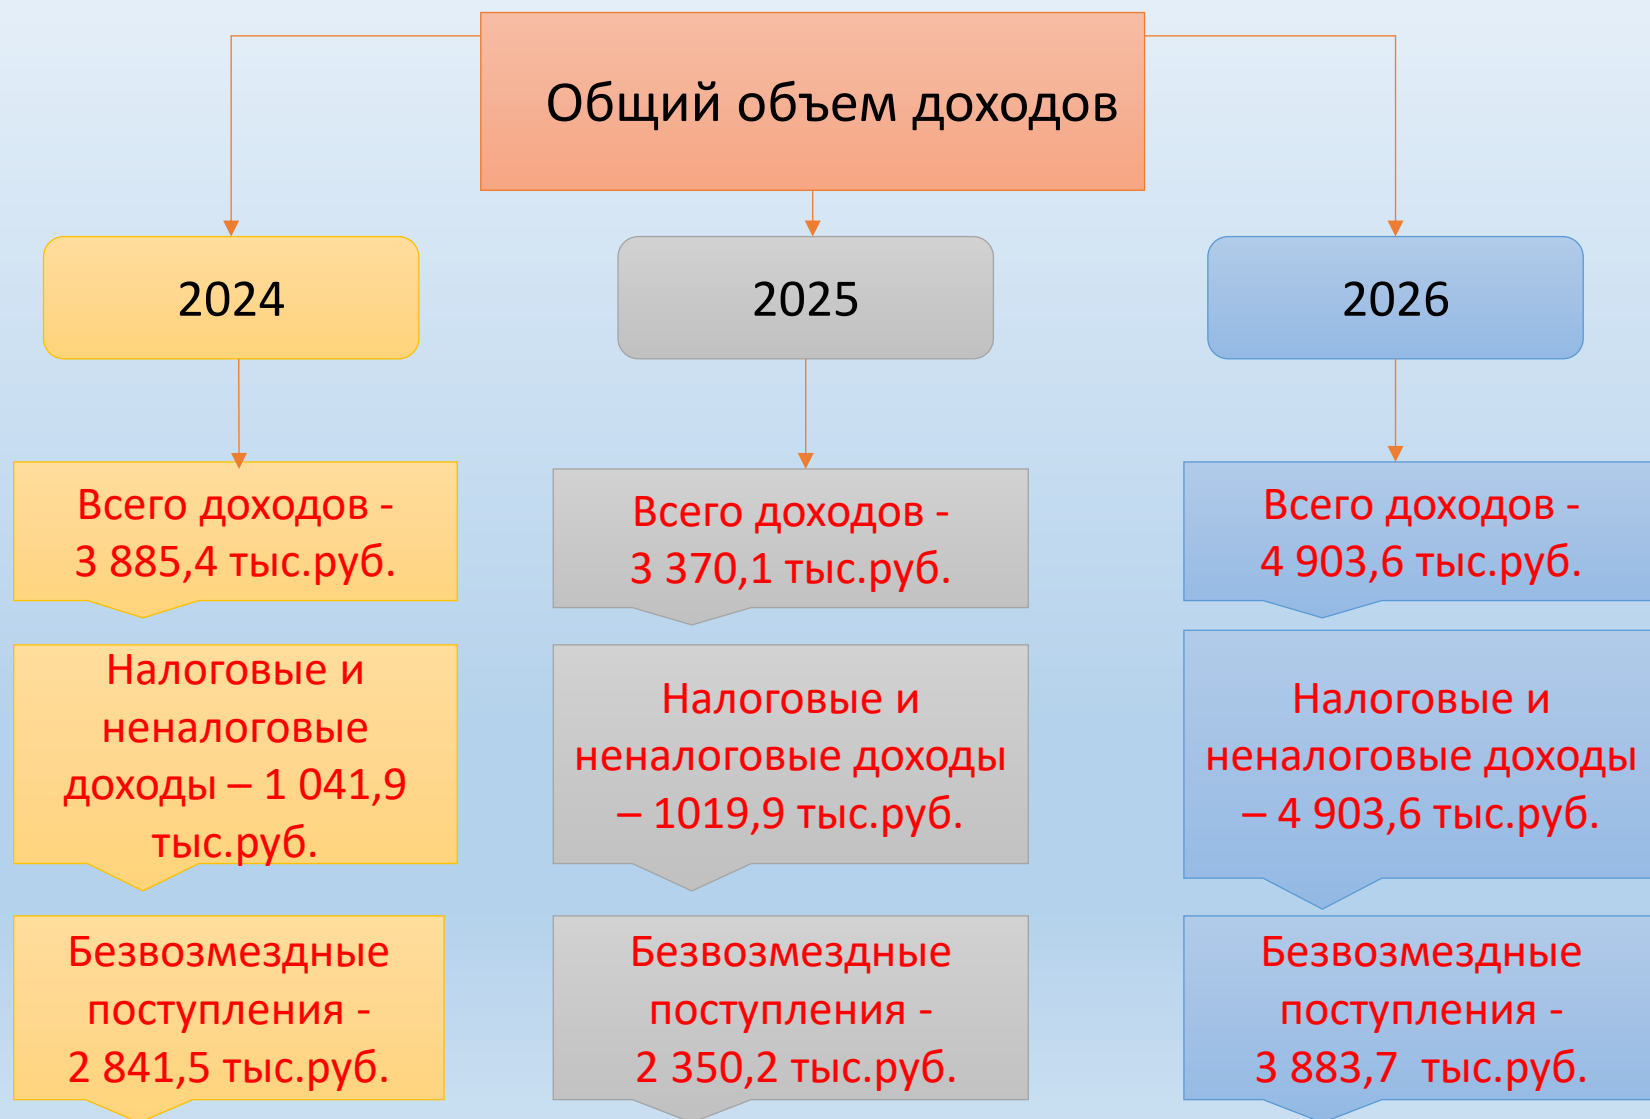 Общий объем доходов
2024
2025
2026
Всего доходов -
3 885,4 тыс.руб.
Налоговые и
неналоговые
доходы – 1 041,9
тыс.руб.
Безвозмездные
поступления -
2 841,5 тыс.руб.
Всего доходов -
3 370,1 тыс.руб.
Налоговые и
неналоговые доходы
– 1019,9 тыс.руб.
Безвозмездные
поступления -
2 350,2 тыс.руб.
Всего доходов -
4 903,6 тыс.руб.
Налоговые и
неналоговые доходы
– 4 903,6 тыс.руб.
Безвозмездные
поступления -
3 883,7 тыс.руб.